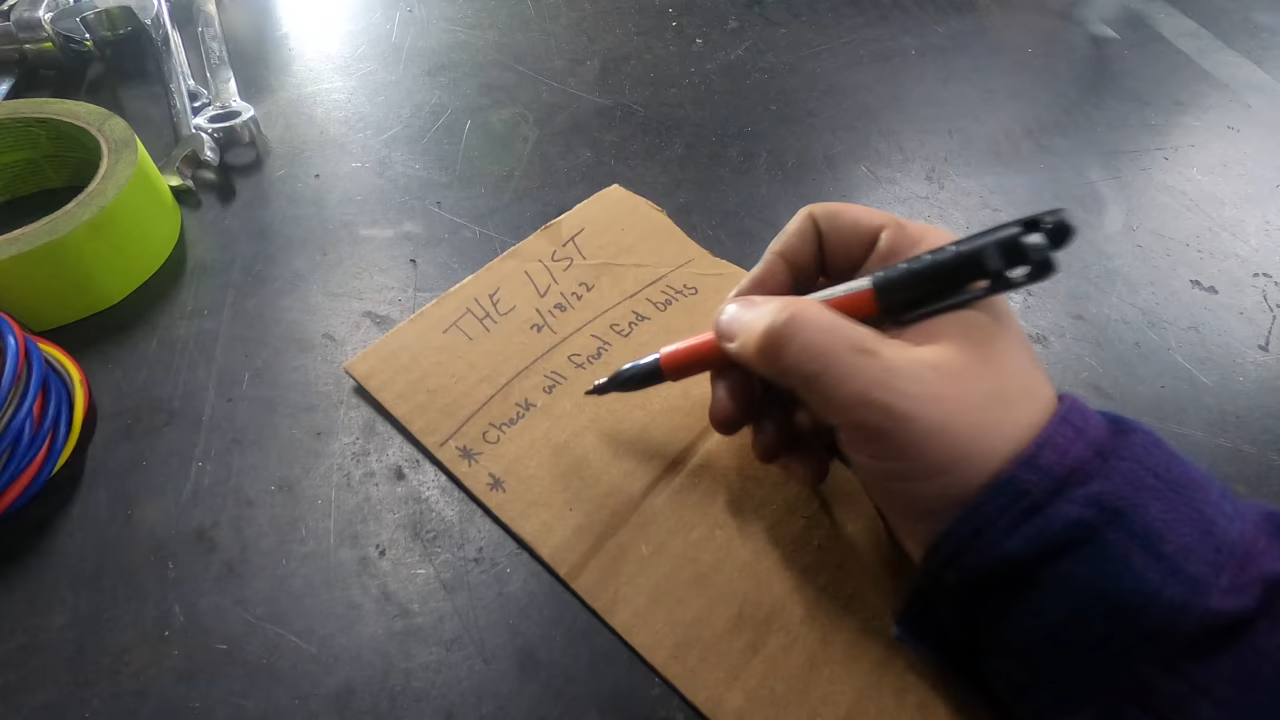 THE LIST
2/18/22
* Check all front End bolts
*